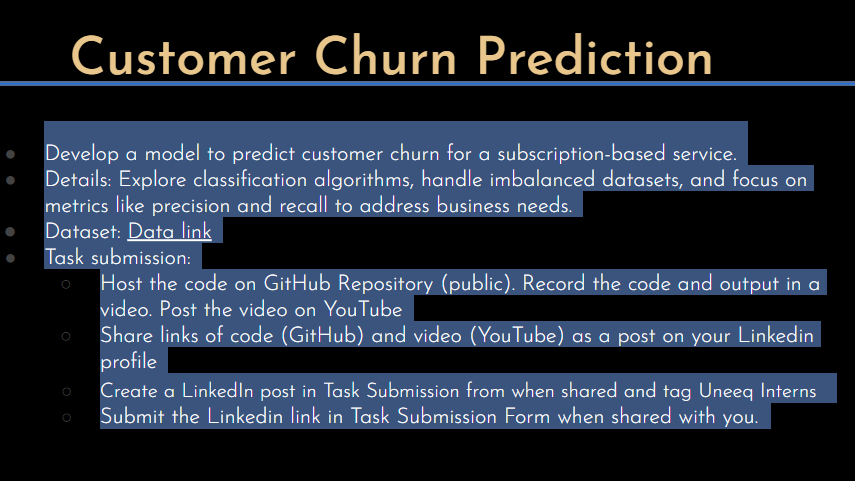 Customer Churn Prediction
Develop a model to predict customer churn for a subscription-based service.
Details: Explore classification algorithms, handle imbalanced datasets, and focus on
metrics like precision and recall to address business needs.
Dataset: Data link
Task submission:
Host the code on GitHub Repository (public). Record the code and output in a
video. Post the video on YouTube
Share links of code (GitHub) and video (YouTube) as a post on your Linkedin
profile
Create a LinkedIn post in Task Submission from when shared and tag Uneeq Interns
Submit the Linkedin link in Task Submission Form when shared with you.